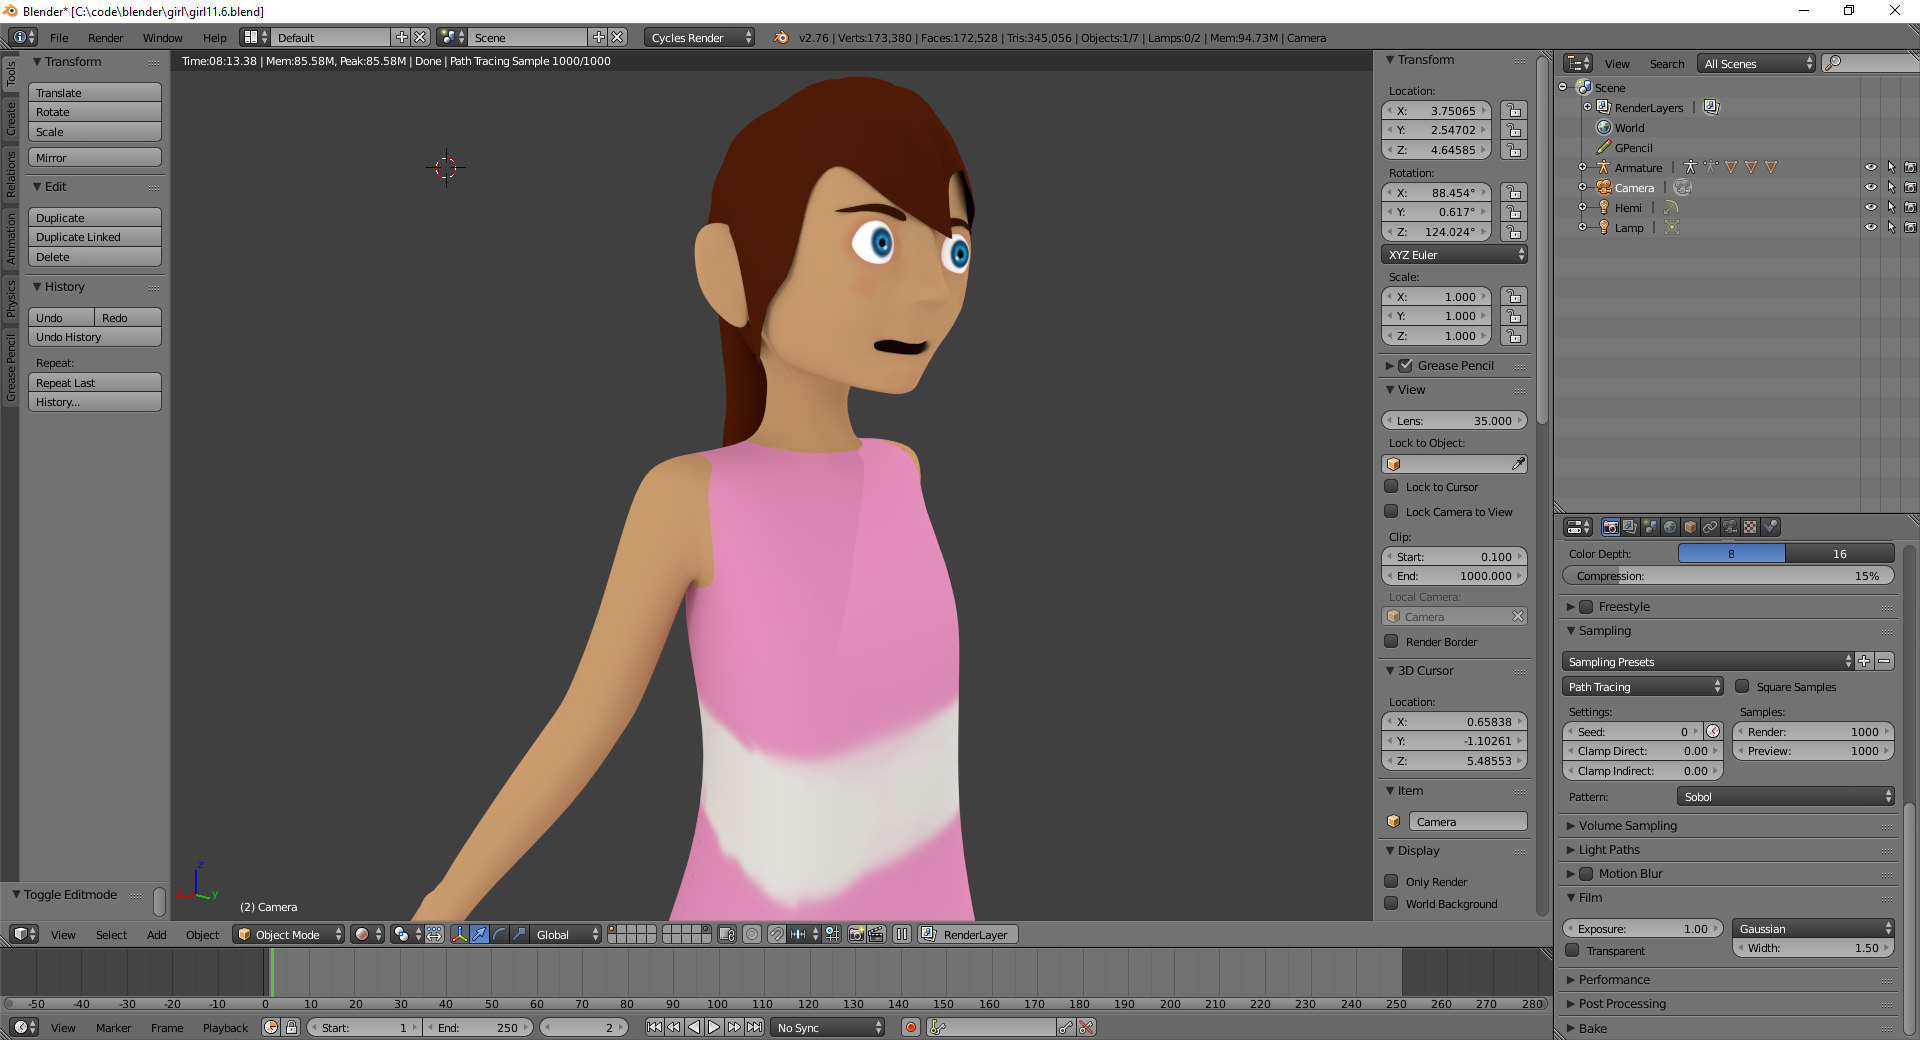 Blender* [C:\code\blender\girl\girl11.6.blend]
File Render Window Help Default Scene Cycles Render v2.76 | Verts:173,380 | Faces:172,528 | Tris:345,056 | Objects:1/7 | Lamps:0/2 | Mem:94.73M | Camera
Time:08:13.38 | Mem:85.58M, Peak:85.58M | Done | Path Tracing Sample 1000/1000
Tools
Create
Relations
Animation
Physics
Grease Pencil
Transform
Translate
Rotate
Scale
Mirror
Edit
Duplicate
Duplicate Linked
Delete
History
Undo Redo
Undo History
Repeat:
Repeat Last
History...
Toggle Editmode
z
x y
(2) Camera
Transform
Location:
X: 3.75065
Y: 2.54702
Z: 4.64585
Rotation:
X: 88.454°
Y: 0.617°
Z: 124.024°
XYZ Euler
Scale:
X: 1.000
Y: 1.000
Z: 1.000
Grease Pencil
View
Lens: 35.000
Lock to Object:
Lock to Cursor
Lock Camera to View
Clip:
Start: 0.100
End: 1000.000
Local Camera:
Camera
Render Border
3D Cursor
Location:
X: 0.65838
Y: -1.10261
Z: 5.48553
Item
Camera
Display
Only Render
World Background
View Search All Scenes
Scene
RenderLayers |
World
GPencil
Armature |
Camera |
Hemi |
Lamp |
Color Depth: 8 16
Compression: 15%
Freestyle
Sampling
Sampling Presets
Path Tracing Square Samples
Settings: Samples:
Seed: 0 Render: 1000
Clamp Direct: 0.00 Preview: 1000
Clamp Indirect: 0.00
Pattern: Sobol
Volume Sampling
Light Paths
Motion Blur
Film
Exposure: 1.00 Gaussian
Transparent Width: 1.50
Performance
Post Processing
Bake
View Select Add Object Object Mode Global RenderLayer
-50 -40 -30 -20 -10 0 10 20 30 40 50 60 70 80 90 100 110 120 130 140 150 160 170 180 190 200 210 220 230 240 250 260 270 280
View Marker Frame Playback Start: 1 End: 250 2 No Sync